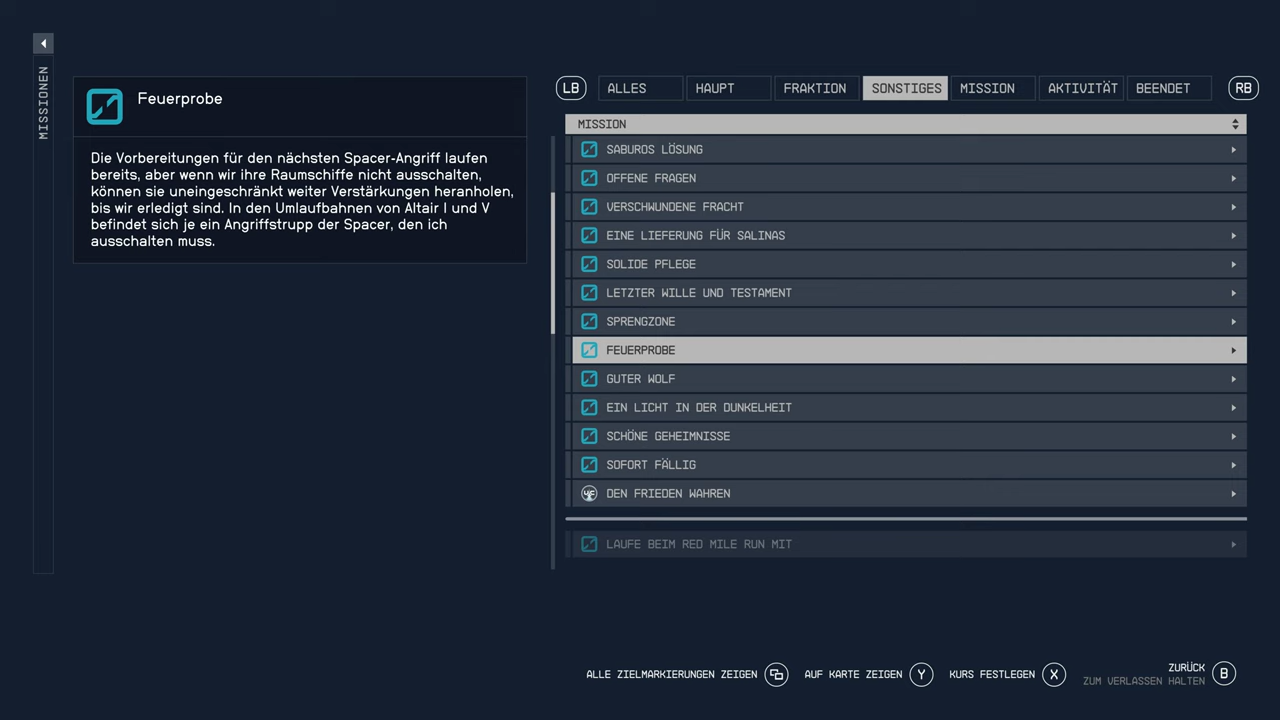 MISSIONEN
Feuerprobe
Die Vorbereitungen für den nächsten Spacer-Angriff laufen
bereits, aber wenn wir ihre Raumschiffe nicht ausschalten,
können sie uneingeschränkt weiter Verstärkungen heranholen,
bis wir erledigt sind. In den Umlaufbahnen von Altair I und V
befindet sich je ein Angriffstrupp der Spacer, den ich
ausschalten muss.
LB ALLES HAUPT FRAKTION SONSTIGES MISSION AKTIVITÄT BEENDET RB
MISSION
SABUROS LÖSUNG
OFFENE FRAGEN
VERSCHWUNDENE FRACHT
EINE LIEFERUNG FÜR SALINAS
SOLIDE PFLEGE
LETZTER WILLE UND TESTAMENT
SPRENGZONE
FEUERPROBE
GUTER WOLF
EIN LICHT IN DER DUNKELHEIT
SCHÖNE GEHEIMNISSE
SOFORT FÄLLIG
UC DEN FRIEDEN WAHREN
LAUFE BEIM RED MILE RUN MIT
ALLE ZIELMARKIERUNGEN ZEIGEN AUF KARTE ZEIGEN Y KURS FESTLEGEN X ZURÜCK B
ZUM VERLASSEN HALTEN